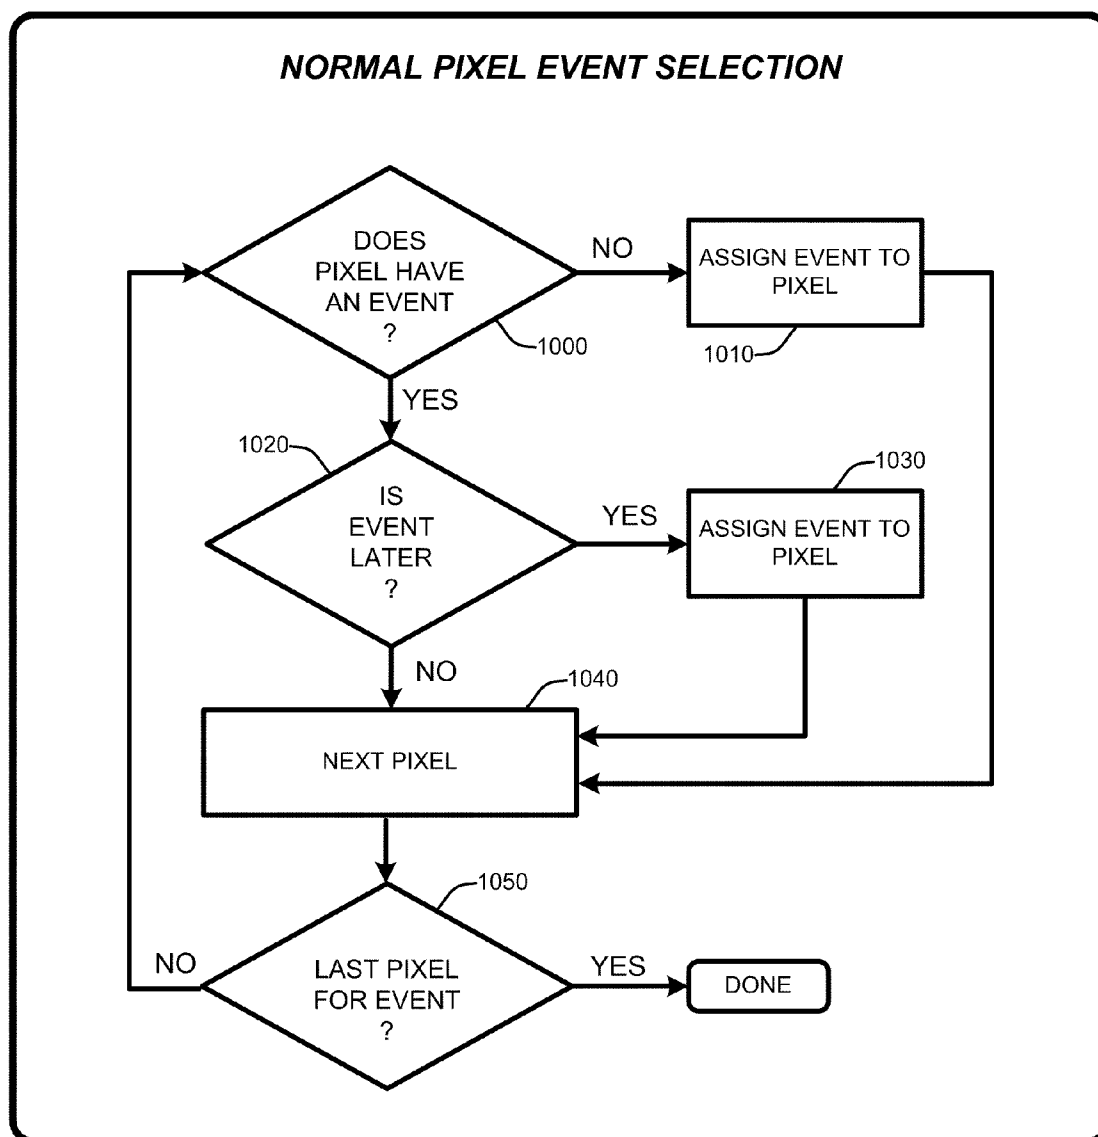 NORMAL PIXEL EVENT SELECTION
DOES
PIXEL HAVE
AN EVENT
?
NO
ASSIGN EVENT TO
PIXEL
1000
1010
YES
1020
IS
EVENT
LATER
?
YES
1030
ASSIGN EVENT TO
PIXEL
NO
1040
NEXT PIXEL
1050
NO
LAST PIXEL
FOR EVENT
?
YES
DONE